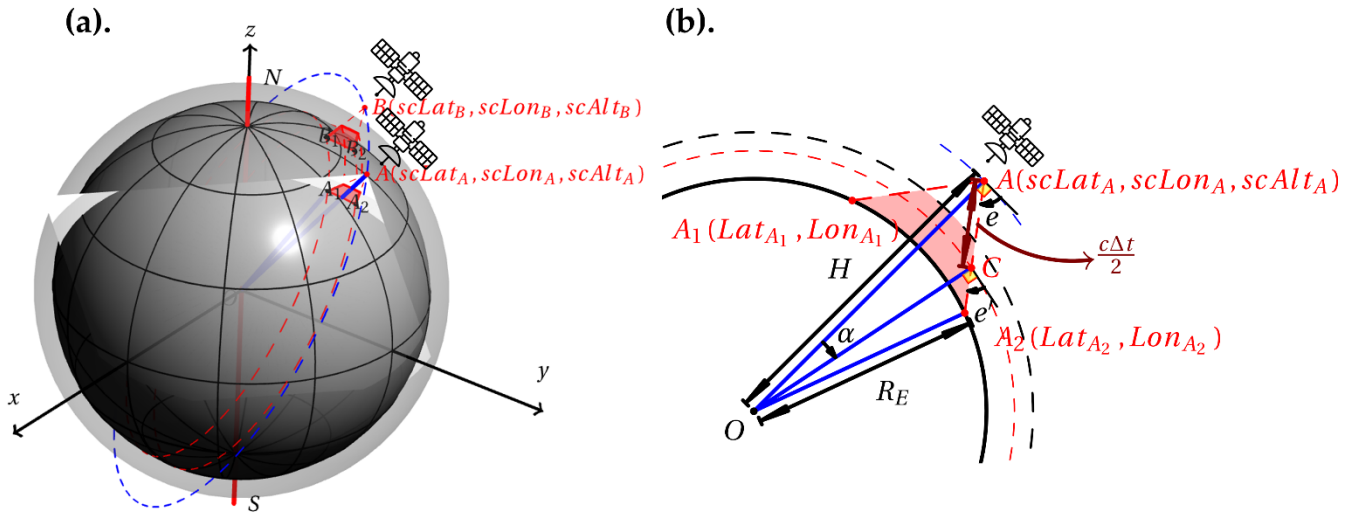 (a).
z
N
B(scLat_B, scLon_B, scAlt_B)
B_1
B_2
A(scLat_A, scLon_A, scAlt_A)
A_1
A_2
x
y
S
(b).
A(scLat_A, scLon_A, scAlt_A)
e
A_1(Lat_{A_1}, Lon_{A_1})
cΔt
2
H
C
e'
α
A_2(Lat_{A_2}, Lon_{A_2})
R_E
O